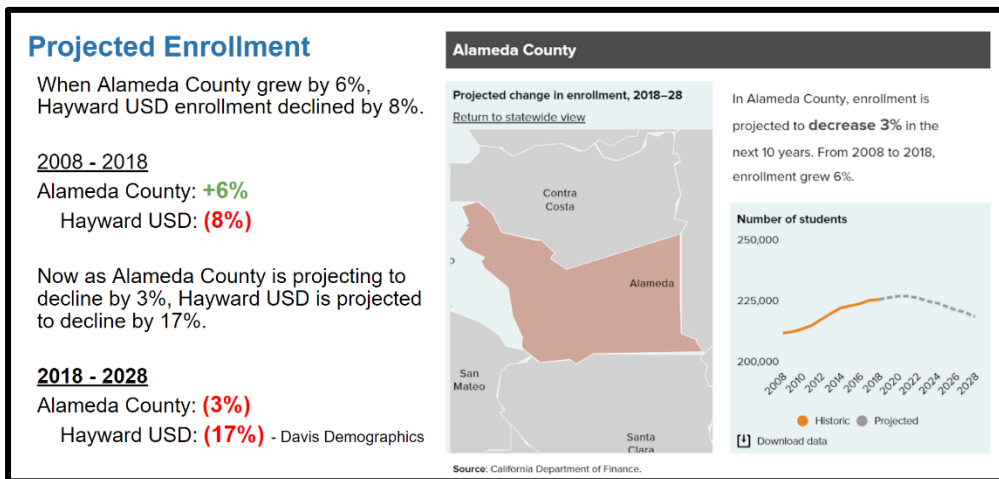 Projected Enrollment
When Alameda County grew by 6%,
Hayward USD enrollment declined by 8%.
2008 - 2018
Alameda County: +6%
Hayward USD: (8%)
Now as Alameda County is projecting to
decline by 3%, Hayward USD is projected
to decline by 17%.
2018 - 2028
Alameda County: (3%)
Hayward USD: (17%) - Davis Demographics
Alameda County
Projected change in enrollment, 2018–28
Return to statewide view
Contra
Costa
o
Alameda
San
Mateo
Santa
Clara
Source: California Department of Finance.
In Alameda County, enrollment is
projected to decrease 3% in the
next 10 years. From 2008 to 2018,
enrollment grew 6%.
Number of students
250,000
225,000
200,000
2008 2010 2012 2014 2016 2018 2020 2022 2024 2026 2028
Historic Projected
Download data